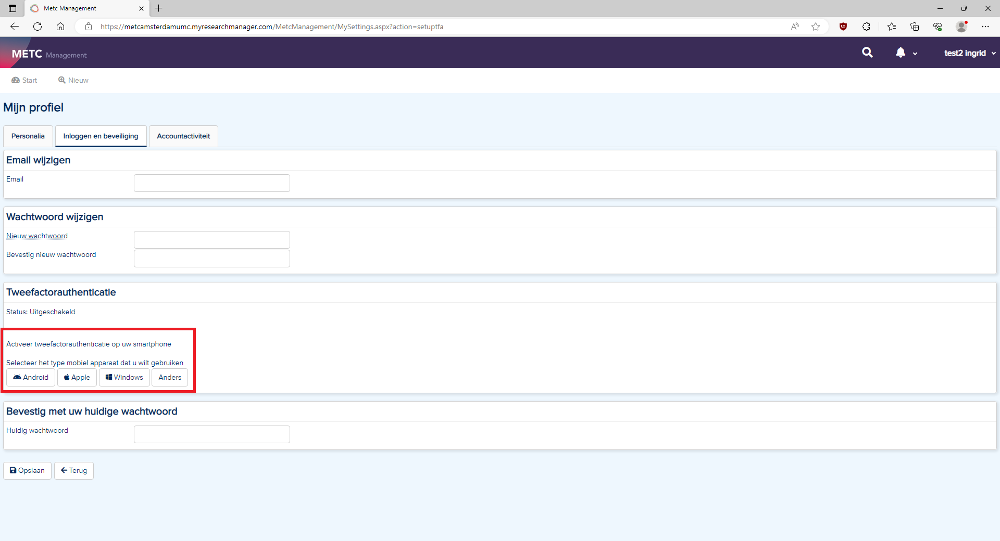 Metc Management
https://metcamsterdamumc.myresearchmanager.com/MetcManagement/MySettings.aspx?action=setuptfa
METC Management
test2 ingrid
Start Nieuw
Mijn profiel
Personalia Inloggen en beveiliging Accountactiviteit
Email wijzigen
Email
Wachtwoord wijzigen
Nieuw wachtwoord
Bevestig nieuw wachtwoord
Tweefactorauthenticatie
Status: Uitgeschakeld
Activeer tweefactorauthenticatie op uw smartphone
Selecteer het type mobiel apparaat dat u wilt gebruiken
Android Apple Windows Anders
Bevestig met uw huidige wachtwoord
Huidig wachtwoord
Opslaan Terug